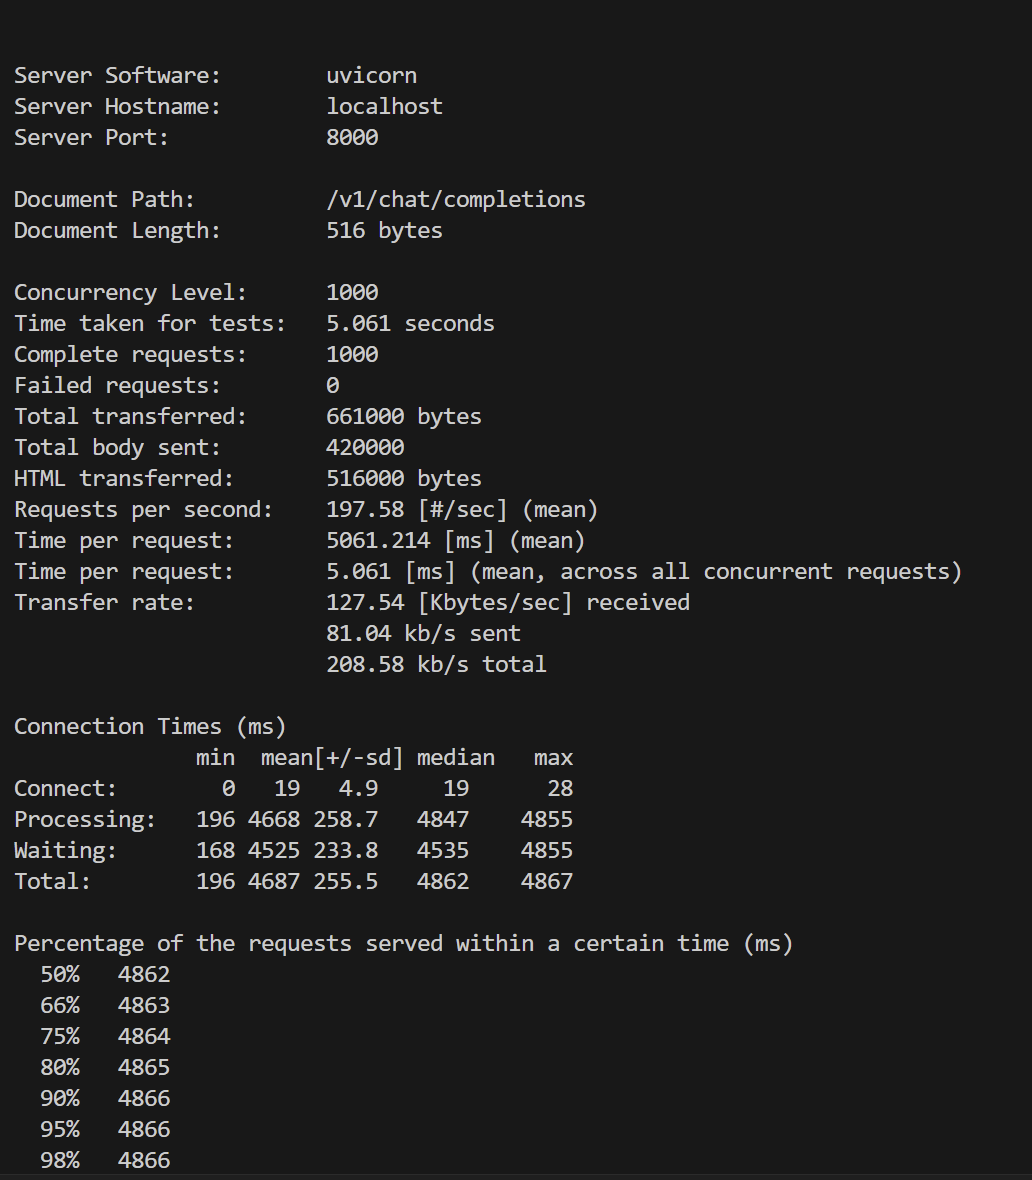 Server Software:        uvicorn
Server Hostname:        localhost
Server Port:            8000

Document Path:          /v1/chat/completions
Document Length:        516 bytes

Concurrency Level:      1000
Time taken for tests:   5.061 seconds
Complete requests:      1000
Failed requests:        0
Total transferred:      661000 bytes
Total body sent:        420000
HTML transferred:       516000 bytes
Requests per second:    197.58 [#/sec] (mean)
Time per request:       5061.214 [ms] (mean)
Time per request:       5.061 [ms] (mean, across all concurrent requests)
Transfer rate:          127.54 [Kbytes/sec] received
                        81.04 kb/s sent
                        208.58 kb/s total

Connection Times (ms)
              min  mean[+/-sd] median   max
Connect:        0   19   4.9     19      28
Processing:   196 4668 258.7   4847    4855
Waiting:      168 4525 233.8   4535    4855
Total:        196 4687 255.5   4862    4867

Percentage of the requests served within a certain time (ms)
  50%   4862
  66%   4863
  75%   4864
  80%   4865
  90%   4866
  95%   4866
  98%   4866